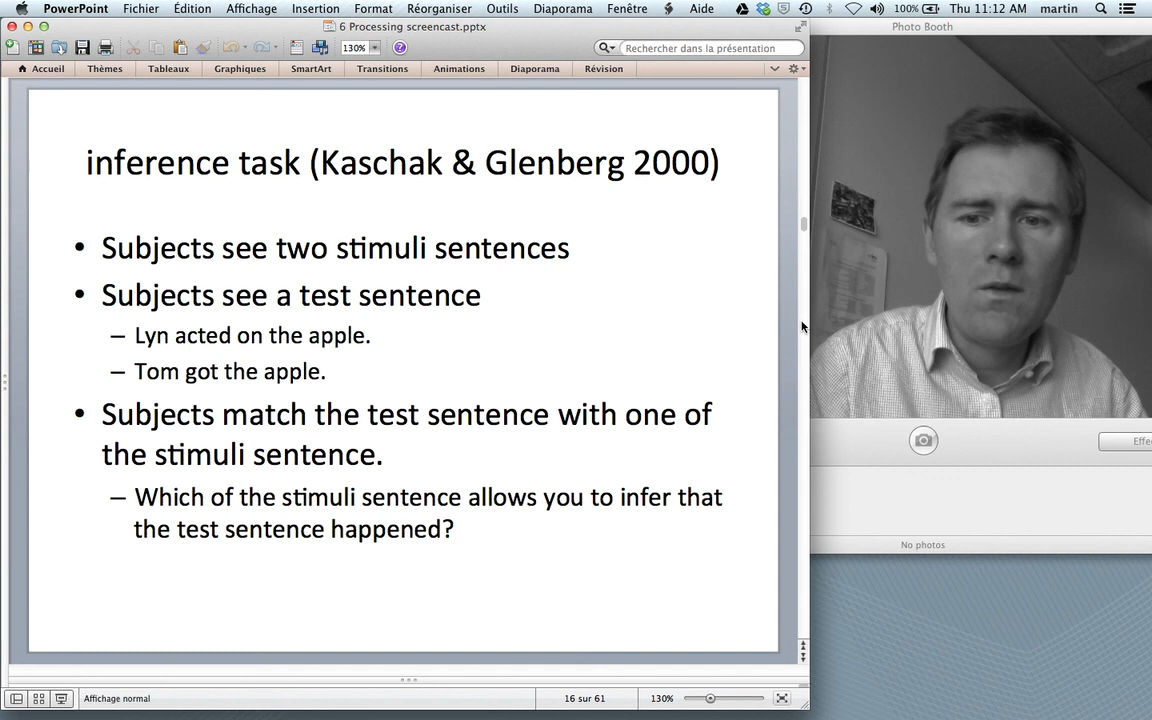 PowerPoint Fichier Édition Affichage Insertion Format Réorganiser Outils Diaporama Fenêtre Aide 100% Thu 11:12 AM martin
6 Processing screencast.pptx
Photo Booth
130% Rechercher dans la présentation
Accueil Thèmes Tableaux Graphiques SmartArt Transitions Animations Diaporama Révision
inference task (Kaschak & Glenberg 2000)
• Subjects see two stimuli sentences
• Subjects see a test sentence
– Lyn acted on the apple.
– Tom got the apple.
• Subjects match the test sentence with one of
the stimuli sentence.
– Which of the stimuli sentence allows you to infer that
the test sentence happened?
Effe
No photos
Affichage normal 16 sur 61 130%